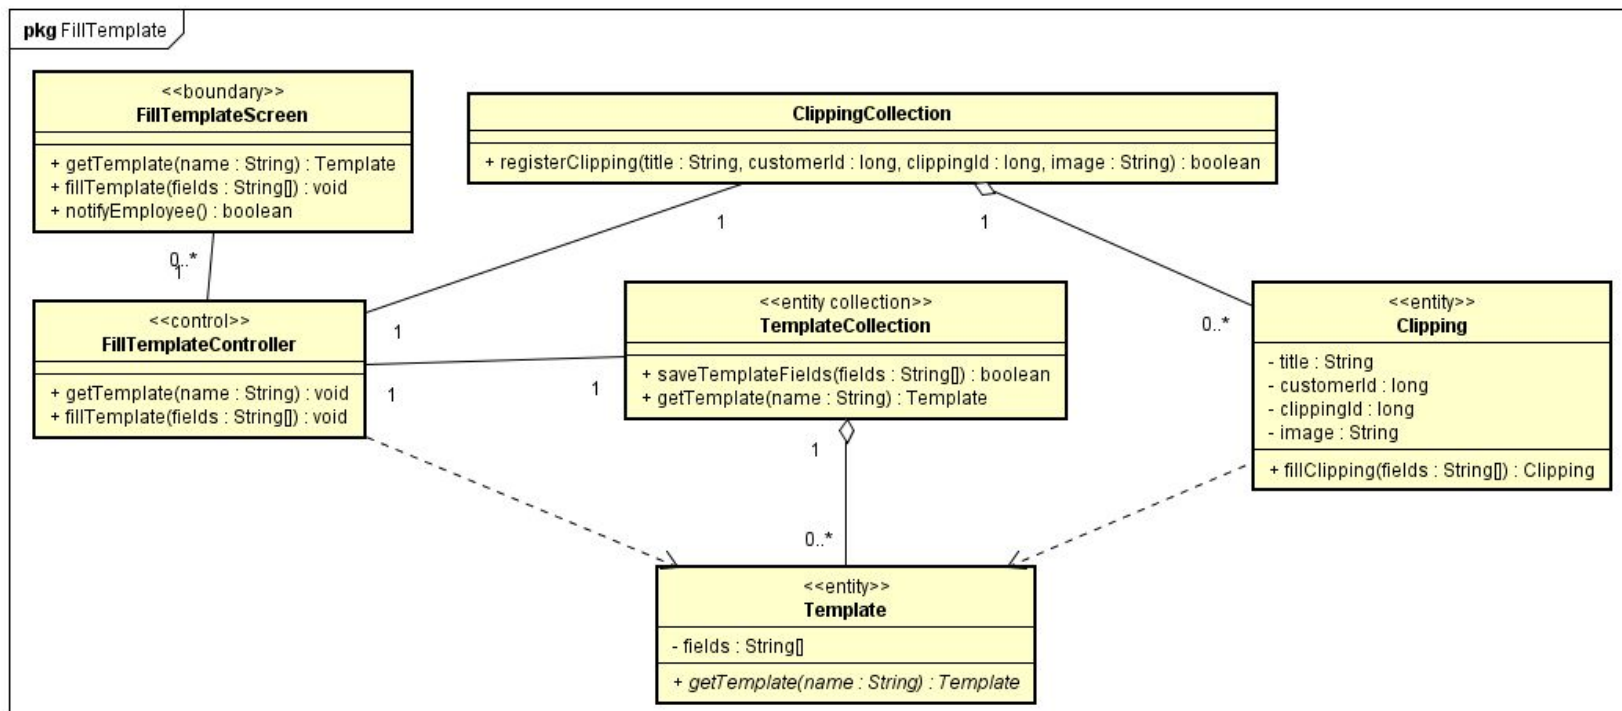 pkg FillTemplate
<<boundary>>
FillTemplateScreen
+ getTemplate(name : String) : Template
+ fillTemplate(fields : String[]) : void
+ notifyEmployee() : boolean
ClippingCollection
+ registerClipping(title : String, customerId : long, clippingId : long, image : String) : boolean
1
1
0..*
1
<<control>>
FillTemplateController
+ getTemplate(name : String) : void
+ fillTemplate(fields : String[]) : void
1
1
1
<<entity collection>>
TemplateCollection
+ saveTemplateFields(fields : String[]) : boolean
+ getTemplate(name : String) : Template
1
0..*
0..*
<<entity>>
Clipping
- title : String
- customerId : long
- clippingId : long
- image : String
+ fillClipping(fields : String[]) : Clipping
<<entity>>
Template
- fields : String[]
+ getTemplate(name : String) : Template